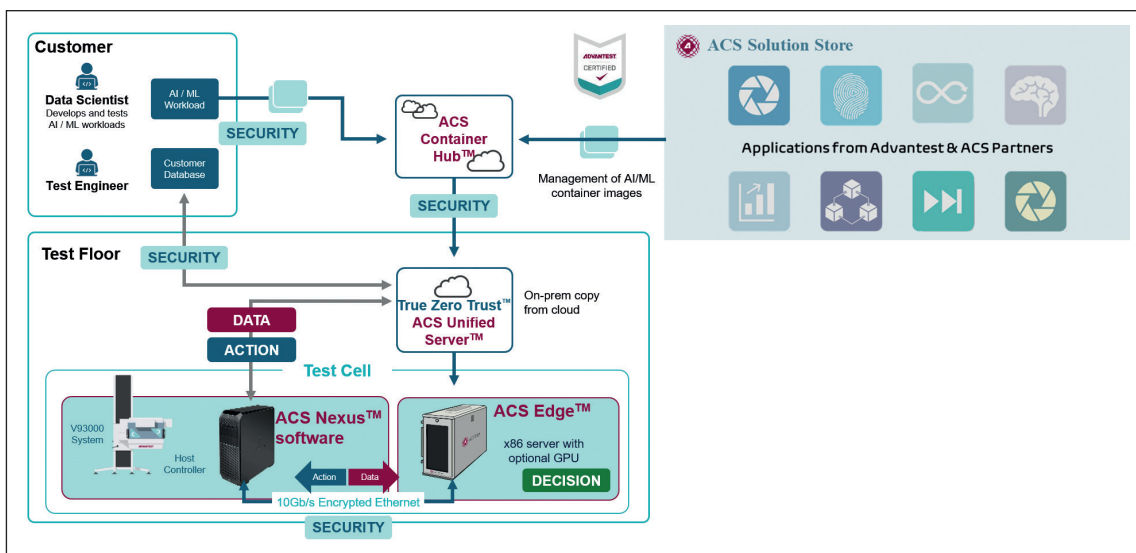 Customer
Data Scientist
Develops and tests
AI / ML workloads
AI / ML
Workload
SECURITY
Test Engineer
Customer
Database
ADVANTEST
CERTIFIED
ACS
Container
Hub™
ACS Solution Store
Applications from Advantest & ACS Partners
Management of AI/ML
container images
SECURITY
Test Floor
SECURITY
True Zero Trust™
ACS Unified
Server™
On-prem copy
from cloud
DATA
ACTION
Test Cell
V93000
System
Host
Controller
ACS Nexus™
software
ACS Edge™
x86 server with
optional GPU
Action
Data
DECISION
10Gb/s Encrypted Ethernet
SECURITY